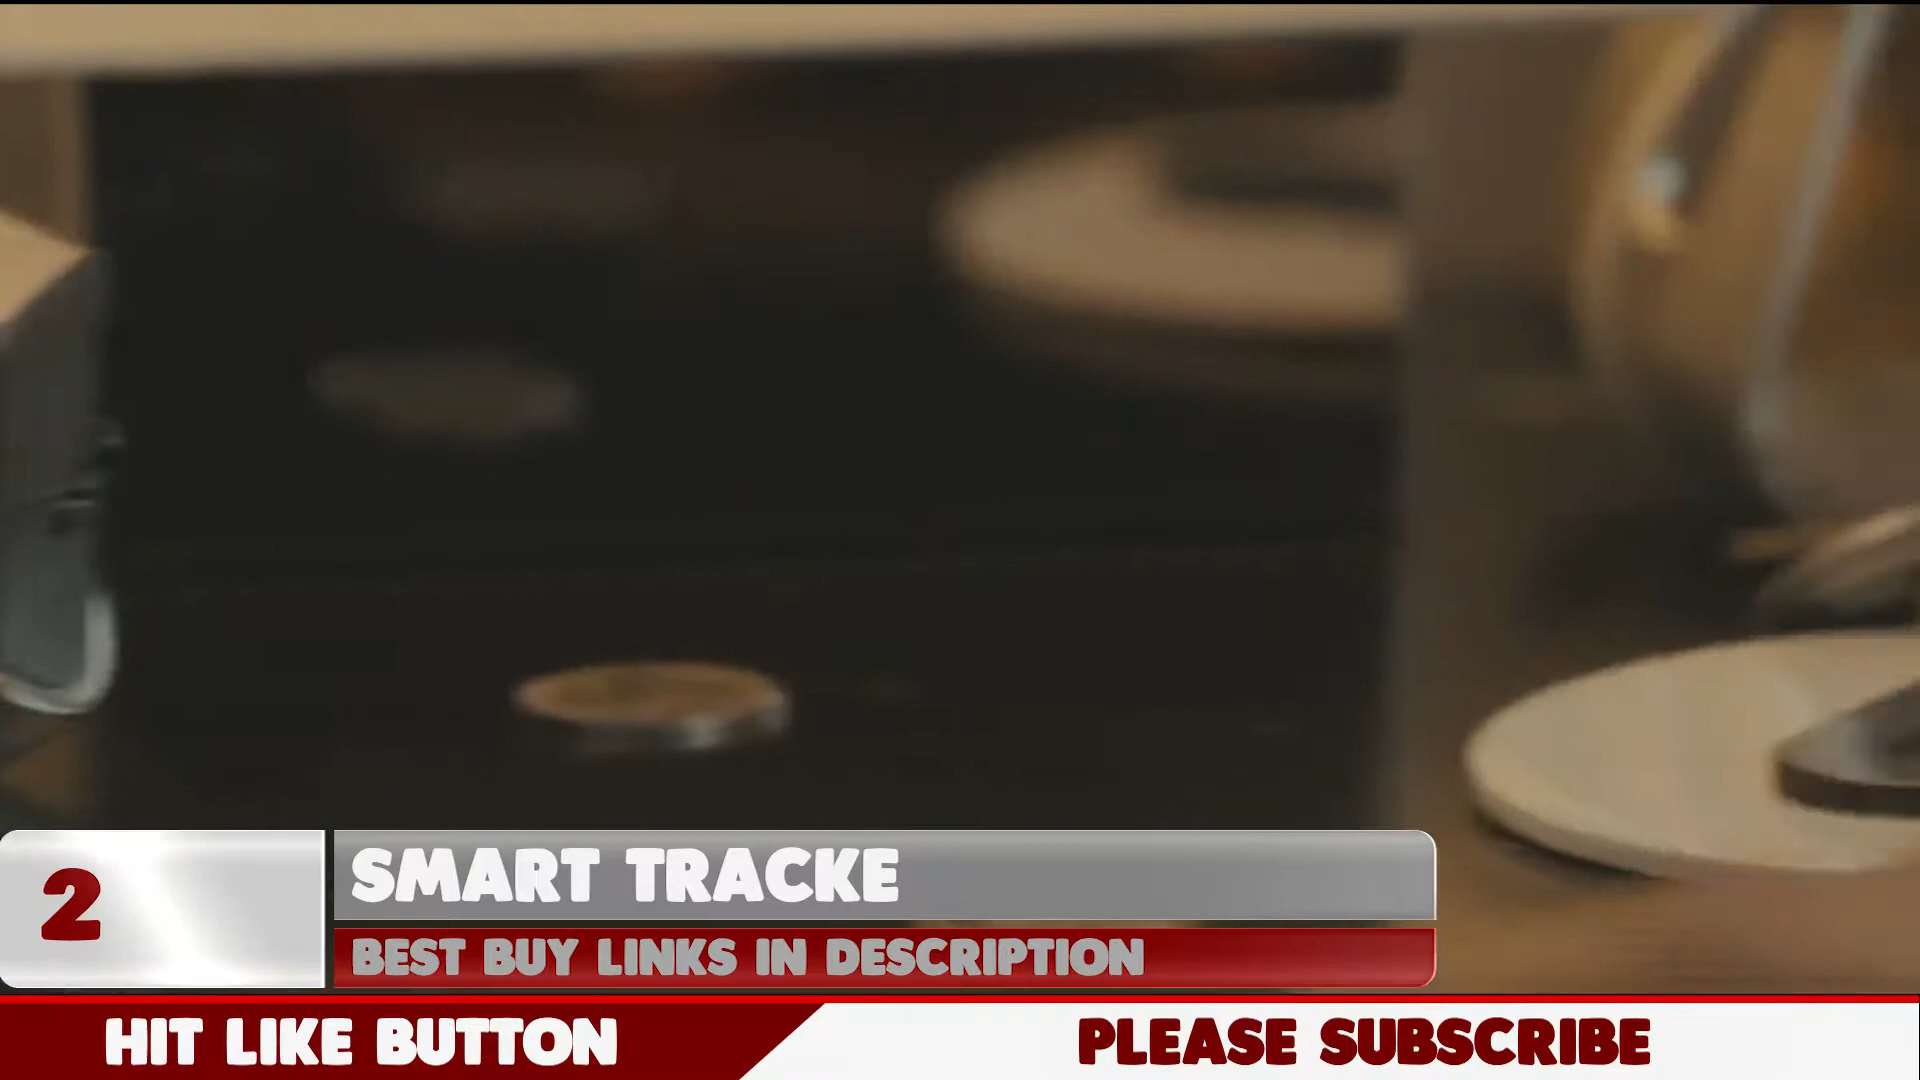 2
SMART TRACKE
BEST BUY LINKS IN DESCRIPTION
HIT LIKE BUTTON
PLEASE SUBSCRIBE